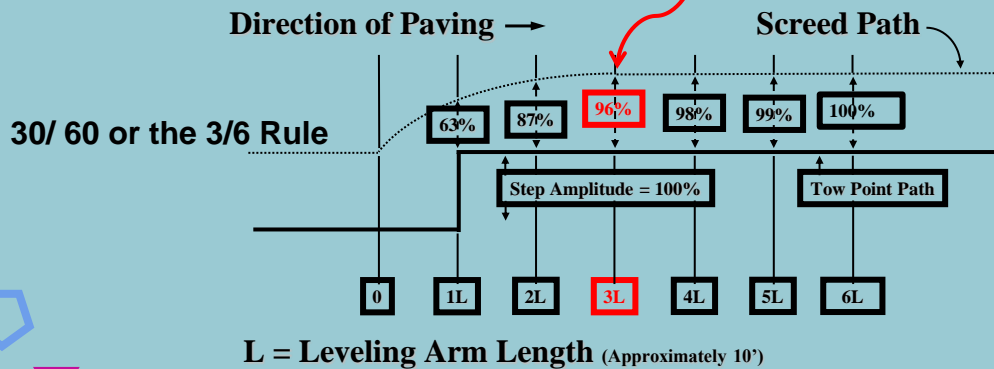 Direction of Paving → Screed Path
30/ 60 or the 3/6 Rule
63% 87% 96% 98% 99% 100%
Step Amplitude = 100% Tow Point Path
0 1L 2L 3L 4L 5L 6L
L = Leveling Arm Length (Approximately 10’)